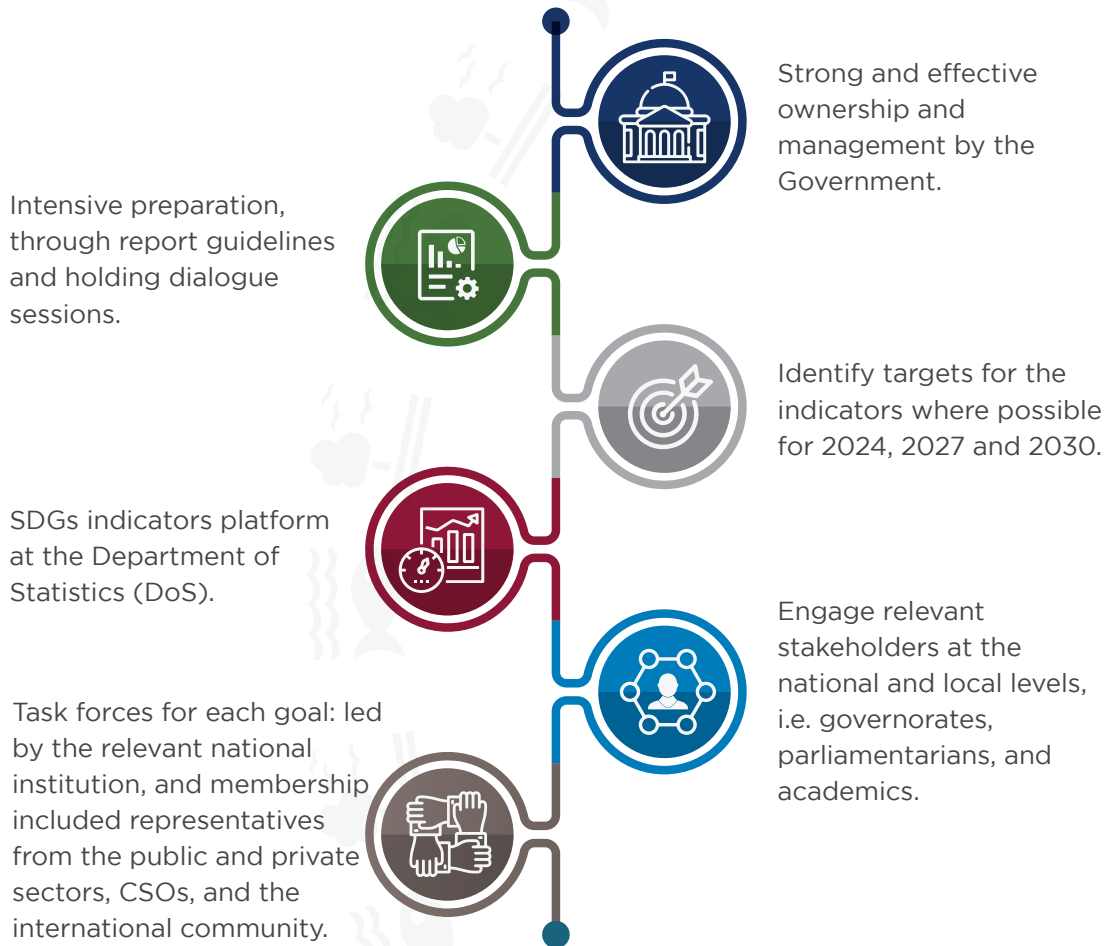 Strong and effective
ownership and
management by the
Government.
Intensive preparation,
through report guidelines
and holding dialogue
sessions.
Identify targets for the
indicators where possible
for 2024, 2027 and 2030.
SDGs indicators platform
at the Department of
Statistics (DoS).
Engage relevant
stakeholders at the
national and local levels,
i.e. governorates,
parliamentarians, and
academics.
Task forces for each goal: led
by the relevant national
institution, and membership
included representatives
from the public and private
sectors, CSOs, and the
international community.